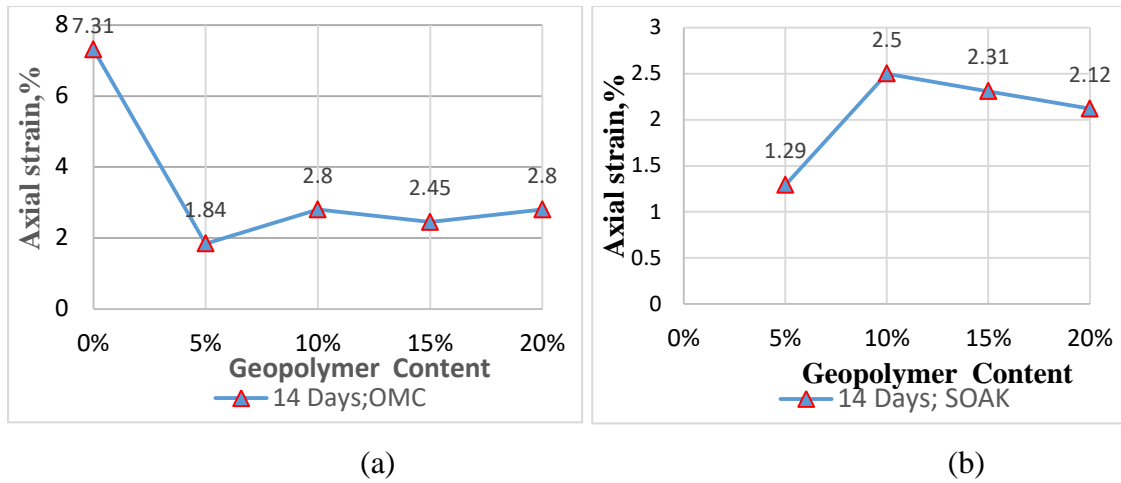 8
7.31
6
4
2
0
1.84
2.8
2.45
2.8
Axial strain,%
0% 5% 10% 15% 20%
Geopolymer Content
14 Days;OMC
(a)
3
2.5
2
1.5
1
0.5
0
1.29
2.5
2.31
2.12
Axial strain,%
0% 5% 10% 15% 20%
Geopolymer Content
14 Days; SOAK
(b)